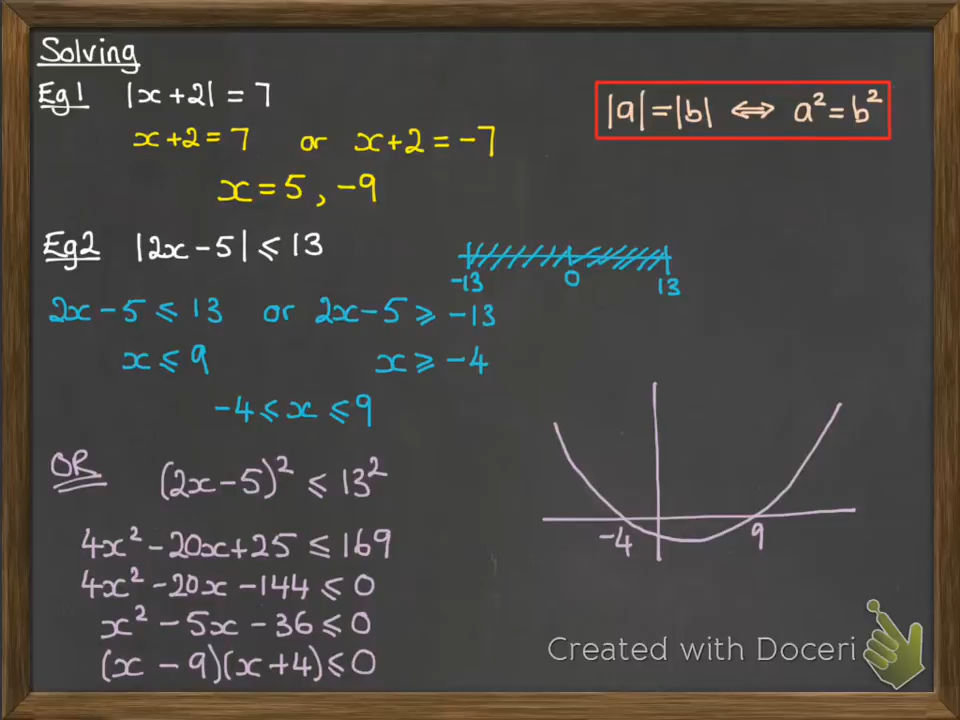 Solving
Eg1 |x+2| = 7
|a|=|b| ⇔ a²=b²
x+2=7 or x+2=-7
x=5, -9
Eg2 |2x-5| ≤ 13
-13 0 13
2x-5 ≤ 13 or 2x-5 ≥ -13
x ≤ 9 x ≥ -4
-4 ≤ x ≤ 9
OR (2x-5)² ≤ 13²
4x²-20x+25 ≤ 169
4x²-20x-144 ≤ 0
x²-5x-36 ≤ 0
(x-9)(x+4) ≤ 0
-4 9
Created with Doceri